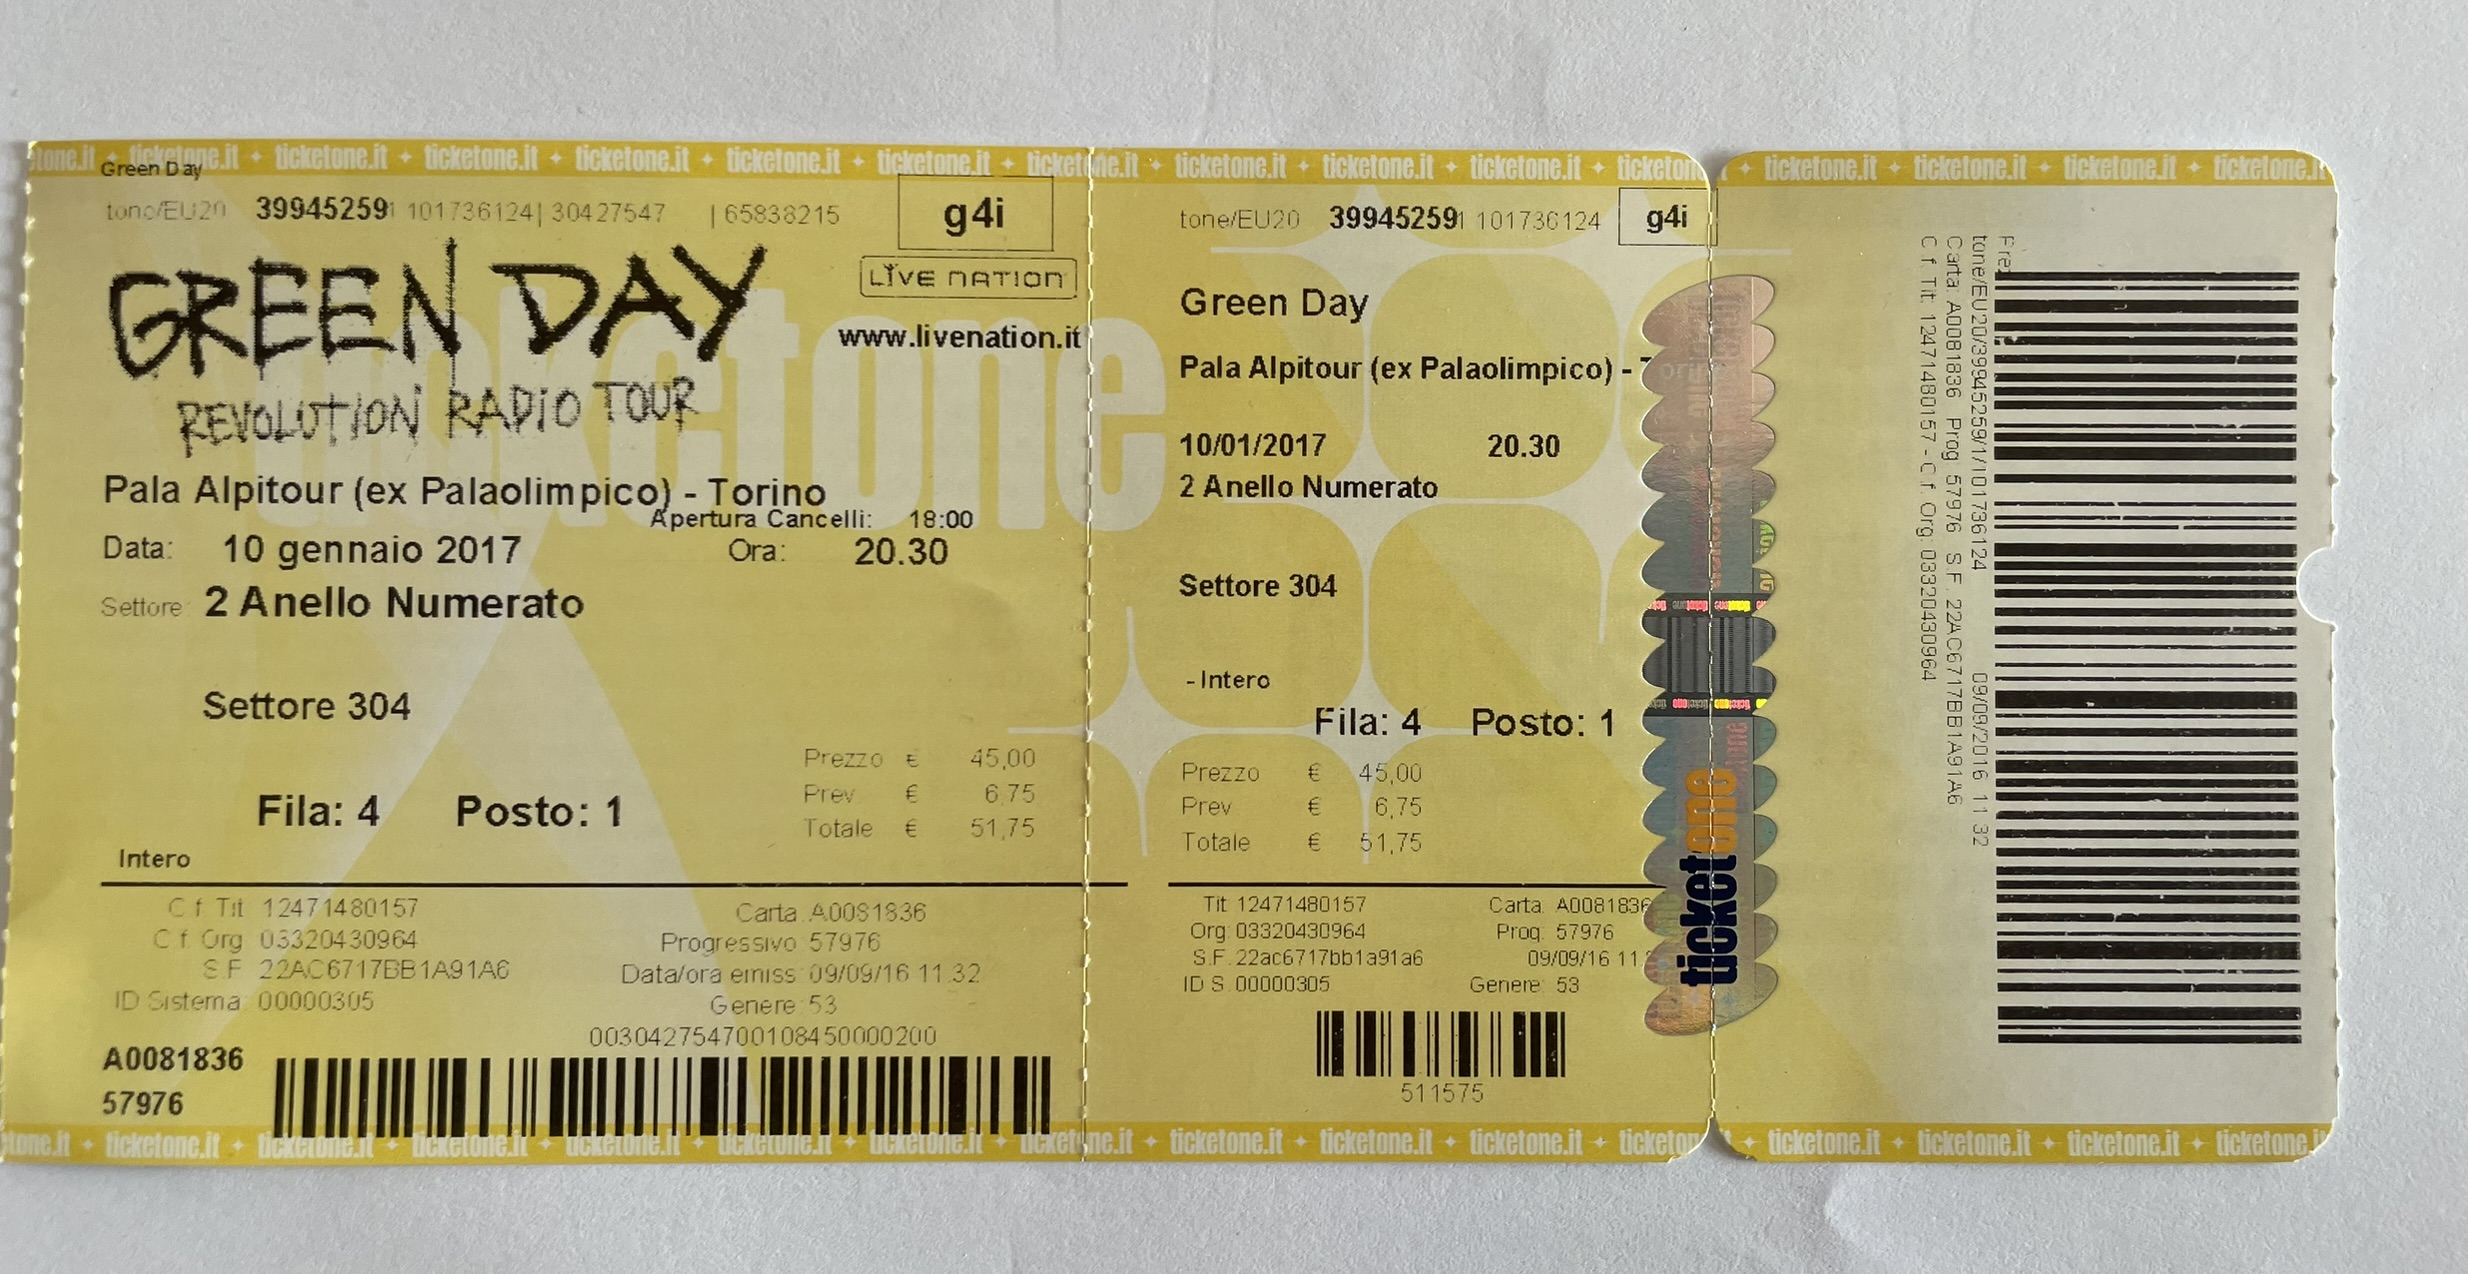 tone.it ✦ ticketone.it ✦ ticketone.it ✦ ticketone.it ✦ ticketone.it ✦ ticketone.it ✦ ticketone.it ✦ ticketone.it ✦ ticketone.it ✦ ticketone.it ✦ ticketone.it ✦ ticketon
Green Day
tone/EU20 399452591 101736124| 30427547 | 65838215
g4i
GREEN DAY
LIVE NATION
www.livenation.it
REVOLUTION RADIO TOUR
Pala Alpitour (ex Palaolimpico) - Torino
Apertura Cancelli: 18:00
Data: 10 gennaio 2017 Ora: 20.30
Settore: 2 Anello Numerato
Settore 304
Prezzo € 45,00
Prev € 6,75
Totale € 51,75
Fila: 4 Posto: 1
Intero
C.f. Tit 12471480157
C.f. Org 03320430964
S.F. 22AC6717BB1A91A6
ID Sistema: 00000305
Carta: A0081836
Progressivo: 57976
Data/ora emiss: 09/09/16 11.32
Genere: 53
003042754700108450000200
A0081836
57976
tone.it ✦ ticketone.it ✦ ticketone.it ✦ ticketone.it ✦ ticketone.it ✦ ticketone.it ✦ ticketone.it ✦ ticketone.it ✦ ticketone.it ✦ ticketone.it ✦ ticketone.it ✦ ticketon
ticketone
tone/EU20 399452591 101736124
g4i
Green Day
Pala Alpitour (ex Palaolimpico) - Torino
10/01/2017 20.30
2 Anello Numerato
Settore 304
- Intero
Fila: 4 Posto: 1
Prezzo € 45,00
Prev € 6,75
Totale € 51,75
Tit: 12471480157
Org: 03320430964
S.F. 22ac6717bb1a91a6
ID S. 00000305
Carta: A0081836
Prog: 57976
09/09/16 11
Genere: 53
511575
ticketone
✦ ticketone.it ✦ ticketone.it ✦ ticketone.it ✦ ticketone.it
tone/EU20/39945259/1/101736124 09/09/2016 11 32
Carta: A0081836 Prog: 57976 S.F. 22AC6717BB1A91A6
C.f. Tit: 12471480157 - C.f. Org: 03320430964
✦ ticketone.it ✦ ticketone.it ✦ ticketone.it ✦ ticketone.it